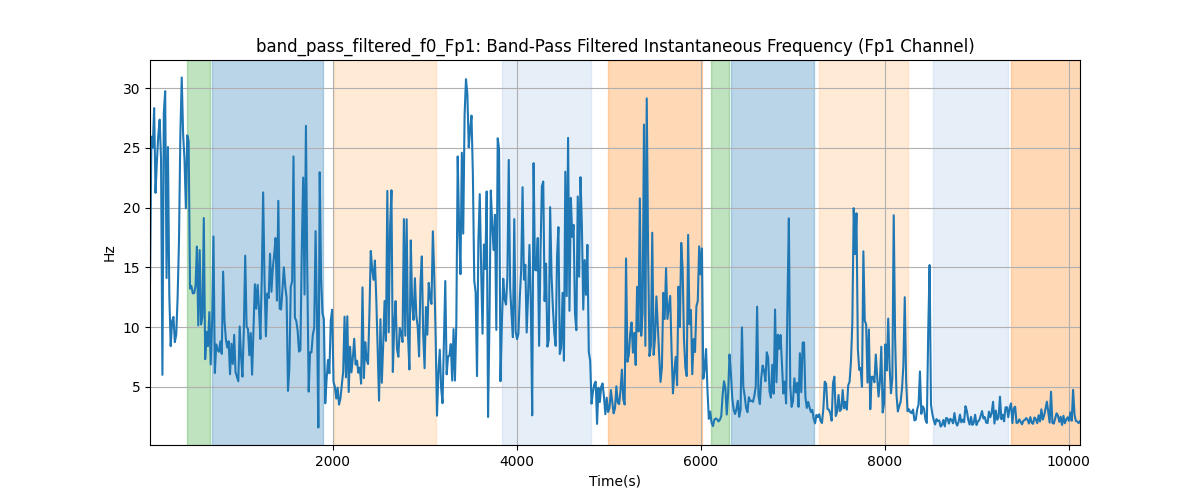 band_pass_filtered_f0_Fp1: Band-Pass Filtered Instantaneous Frequency (Fp1 Channel)
30
25
20
15
10
5
Hz
2000 4000 6000 8000 10000
Time(s)